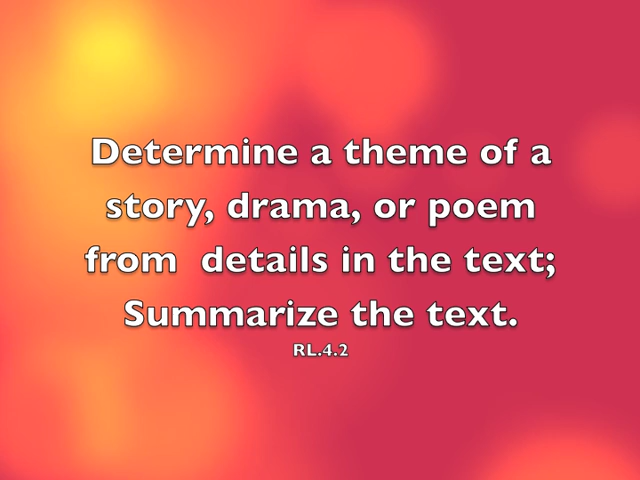 Determine a theme of a
story, drama, or poem
from  details in the text;
Summarize the text.
RL.4.2